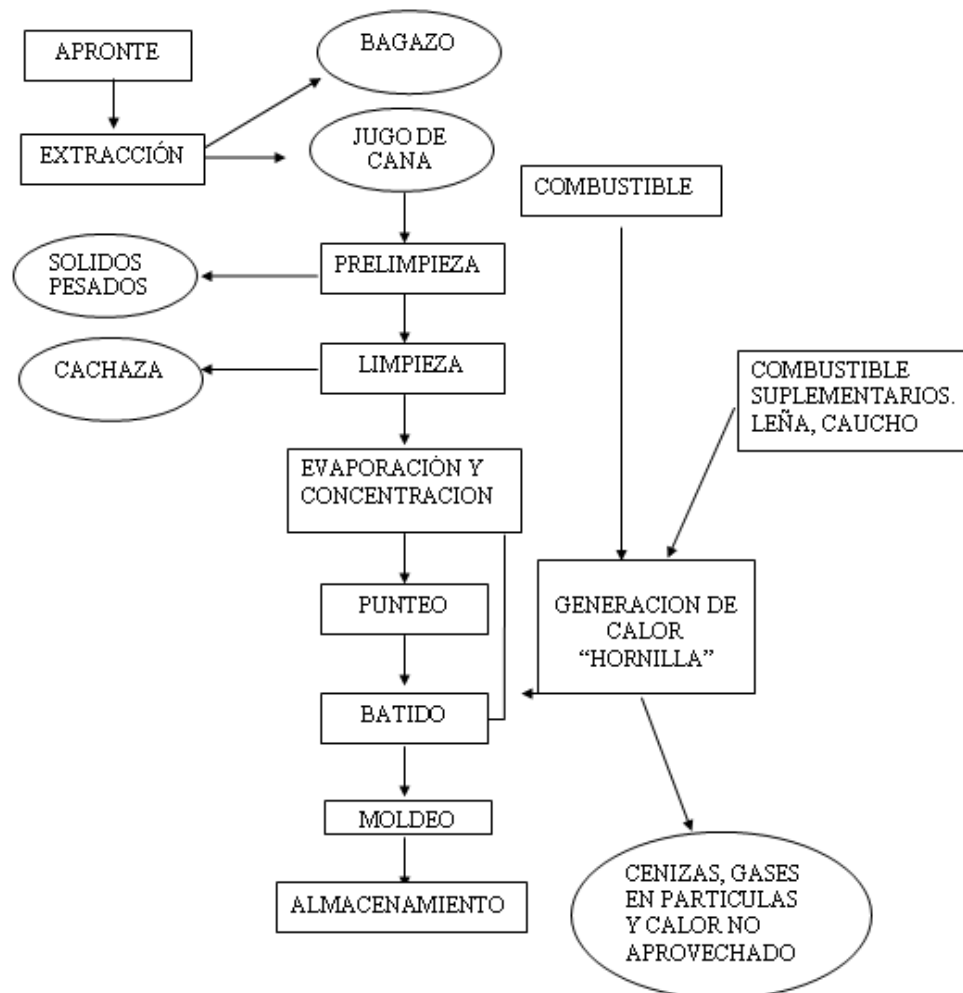 APRONTE
BAGAZO
EXTRACCIÓN
JUGO DE
CANA
COMBUSTIBLE
PRELIMPIEZA
SOLIDOS
PESADOS
LIMPIEZA
CACHAZA
COMBUSTIBLE
SUPLEMENTARIOS.
LEÑA, CAUCHO
EVAPORACIÓN Y
CONCENTRACION
PUNTEO
GENERACION DE
CALOR
“HORNILLA”
BATIDO
MOLDEO
ALMACENAMIENTO
CENIZAS, GASES
EN PARTICULAS
Y CALOR NO
APROVECHADO